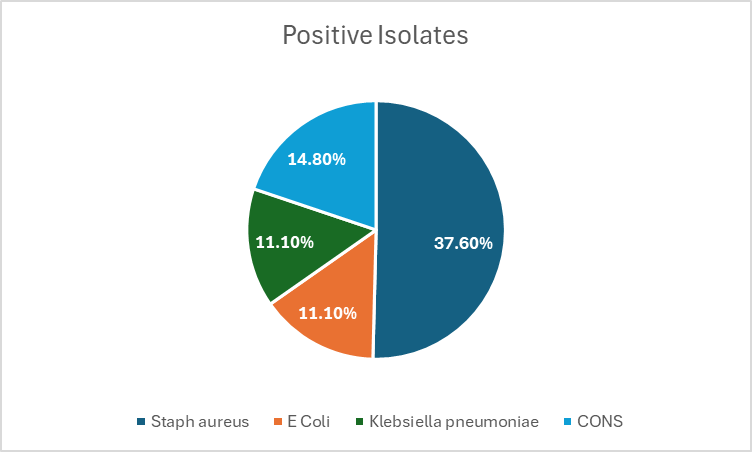 Positive Isolates
14.80%
37.60%
11.10%
11.10%
Staph aureus E Coli Klebsiella pneumoniae CONS